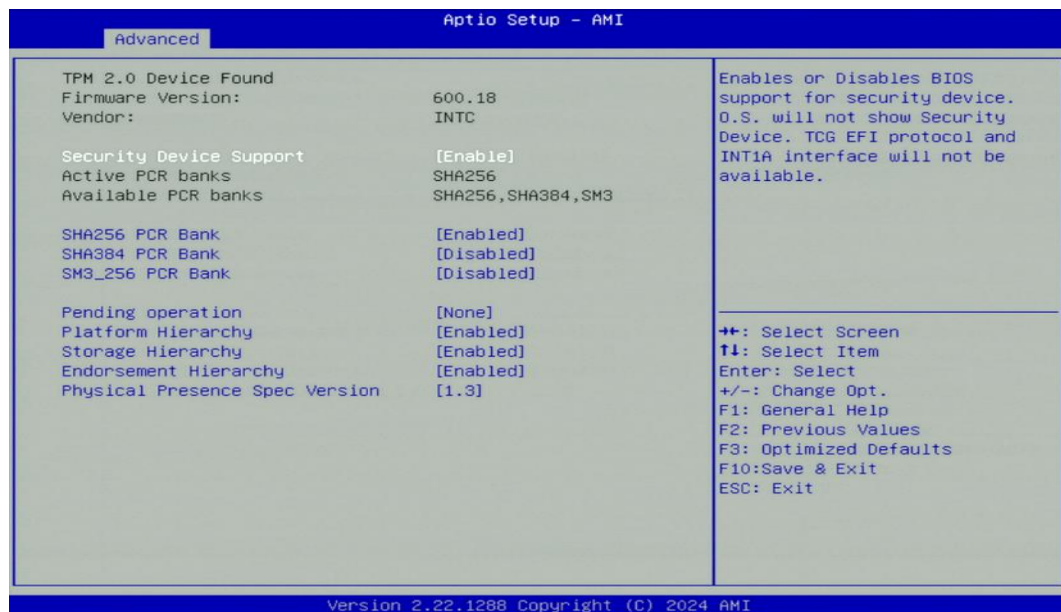 Aptio Setup – AMI
Advanced
TPM 2.0 Device Found
Firmware Version: 600.18
Vendor: INTC
Security Device Support [Enable]
Active PCR banks SHA256
Available PCR banks SHA256,SHA384,SM3
SHA256 PCR Bank [Enabled]
SHA384 PCR Bank [Disabled]
SM3_256 PCR Bank [Disabled]
Pending operation [None]
Platform Hierarchy [Enabled]
Storage Hierarchy [Enabled]
Endorsement Hierarchy [Enabled]
Physical Presence Spec Version [1.3]
Enables or Disables BIOS
support for security device.
O.S. will not show Security
Device. TCG EFI protocol and
INT1A interface will not be
available.
→←: Select Screen
↑↓: Select Item
Enter: Select
+/-: Change Opt.
F1: General Help
F2: Previous Values
F3: Optimized Defaults
F10:Save & Exit
ESC: Exit
Version 2.22.1288 Copyright (C) 2024 AMI